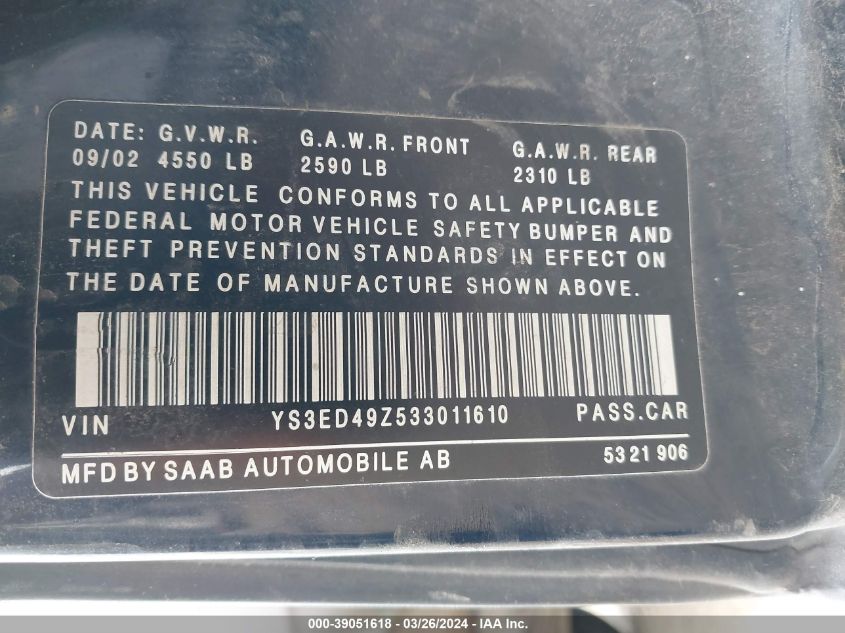 DATE: G.V.W.R. G.A.W.R. FRONT G.A.W.R. REAR
09/02 4550 LB 2590 LB 2310 LB
THIS VEHICLE CONFORMS TO ALL APPLICABLE
FEDERAL MOTOR VEHICLE SAFETY BUMPER AND
THEFT PREVENTION STANDARDS IN EFFECT ON
THE DATE OF MANUFACTURE SHOWN ABOVE.
VIN YS3ED49Z533011610 PASS.CAR
MFD BY SAAB AUTOMOBILE AB 5321 906
000-39051618 - 03/26/2024 - IAA Inc.